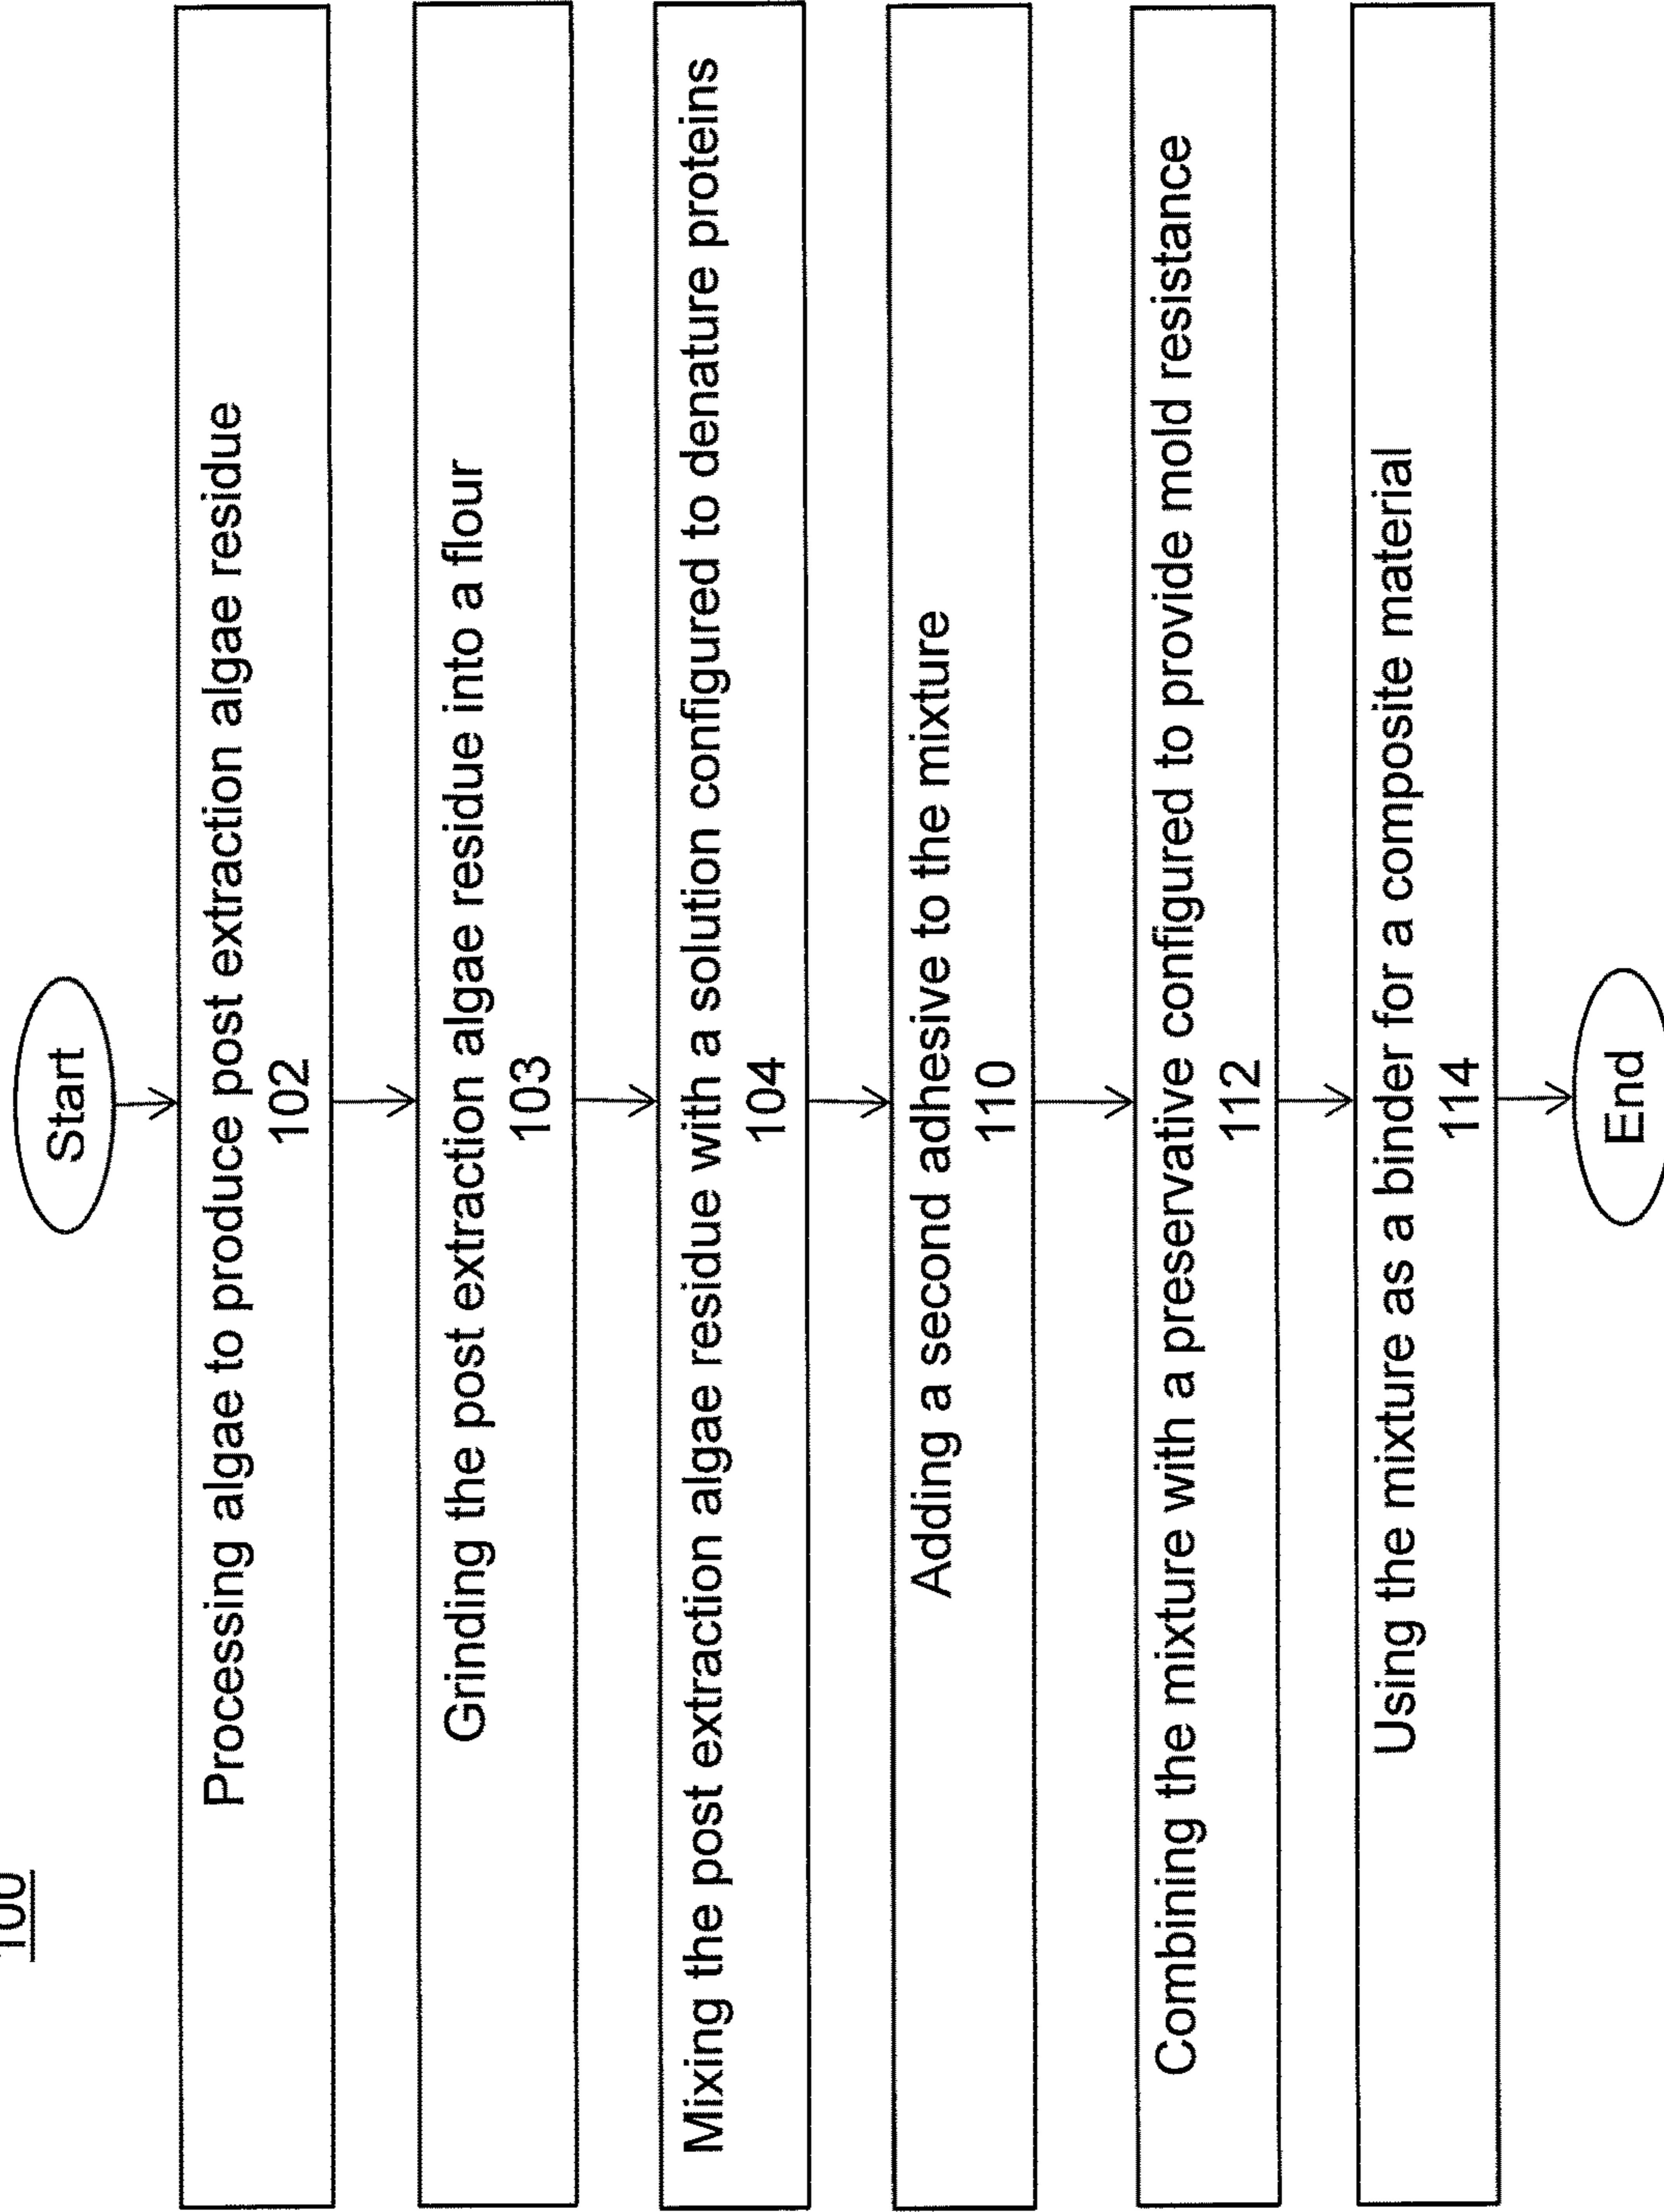 100
Start
Processing algae to produce post extraction algae residue
102
Grinding the post extraction algae residue into a flour
103
Mixing the post extraction algae residue with a solution configured to denature proteins
104
Adding a second adhesive to the mixture
110
Combining the mixture with a preservative configured to provide mold resistance
112
Using the mixture as a binder for a composite material
114
End